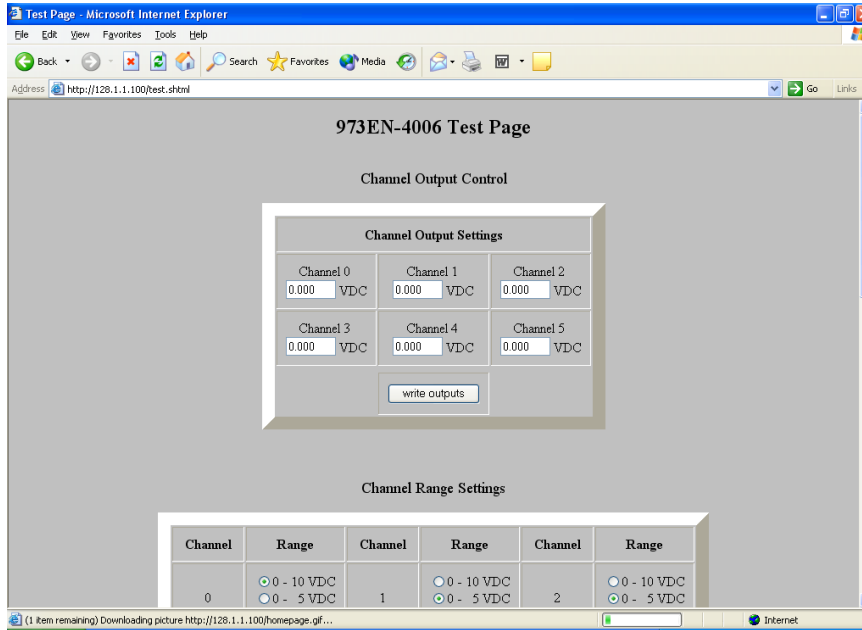 Test Page - Microsoft Internet Explorer
File Edit View Favorites Tools Help
Back Search Favorites Media
Address http://128.1.1.100/test.shtml Go Links
973EN-4006 Test Page
Channel Output Control
Channel Output Settings
Channel 0 Channel 1 Channel 2
0.000 VDC 0.000 VDC 0.000 VDC
Channel 3 Channel 4 Channel 5
0.000 VDC 0.000 VDC 0.000 VDC
write outputs
Channel Range Settings
Channel Range Channel Range Channel Range
0 - 10 VDC 0 - 10 VDC 0 - 10 VDC
0 0 - 5 VDC 1 0 - 5 VDC 2 0 - 5 VDC
(1 item remaining) Downloading picture http://128.1.1.100/homepage.gif... Internet